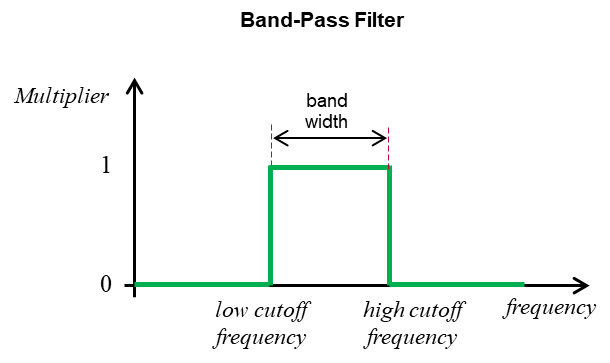 Band-Pass Filter
Multiplier
band
width
1
0
low cutoff
frequency
high cutoff
frequency
frequency